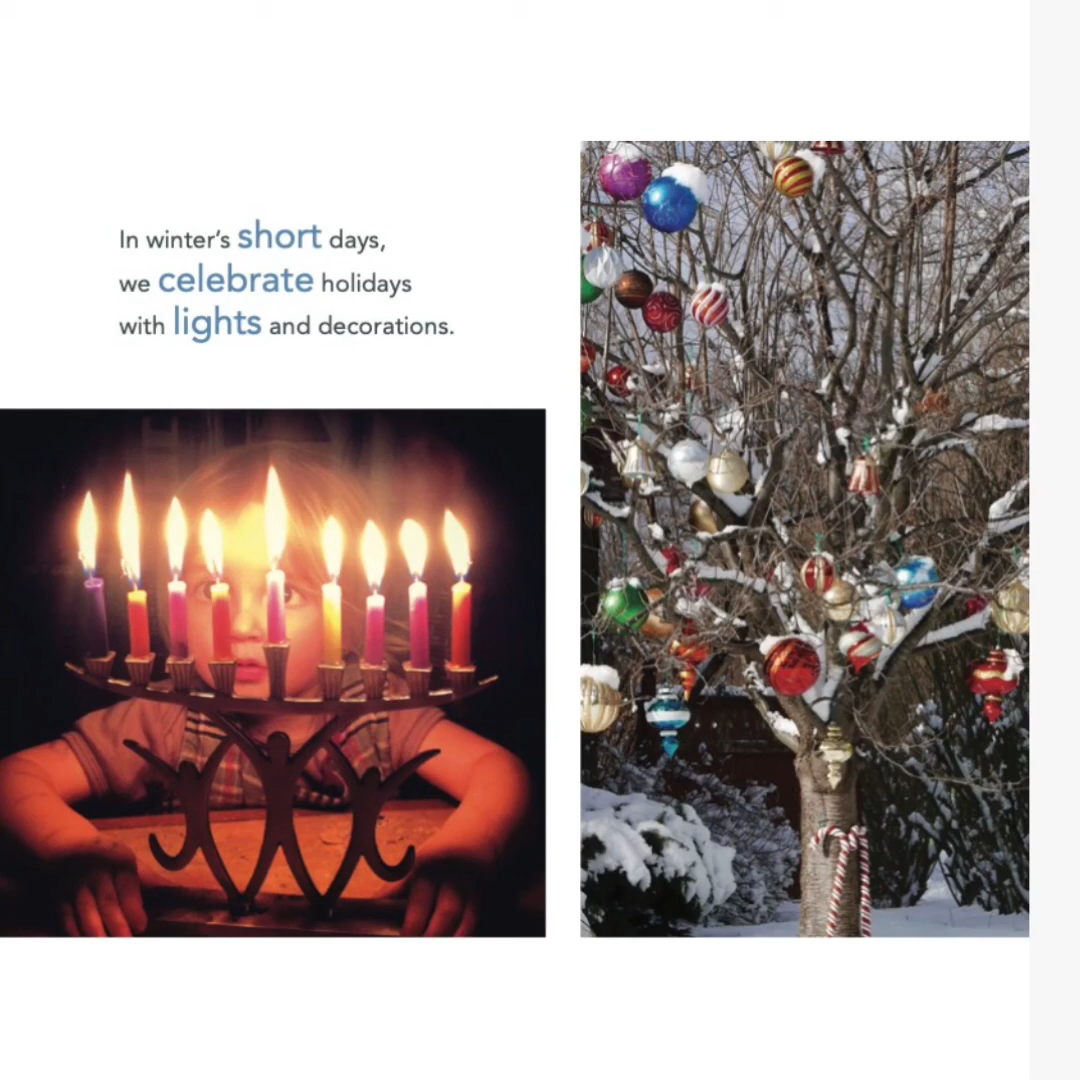 In winter’s short days,
we celebrate holidays
with lights and decorations.